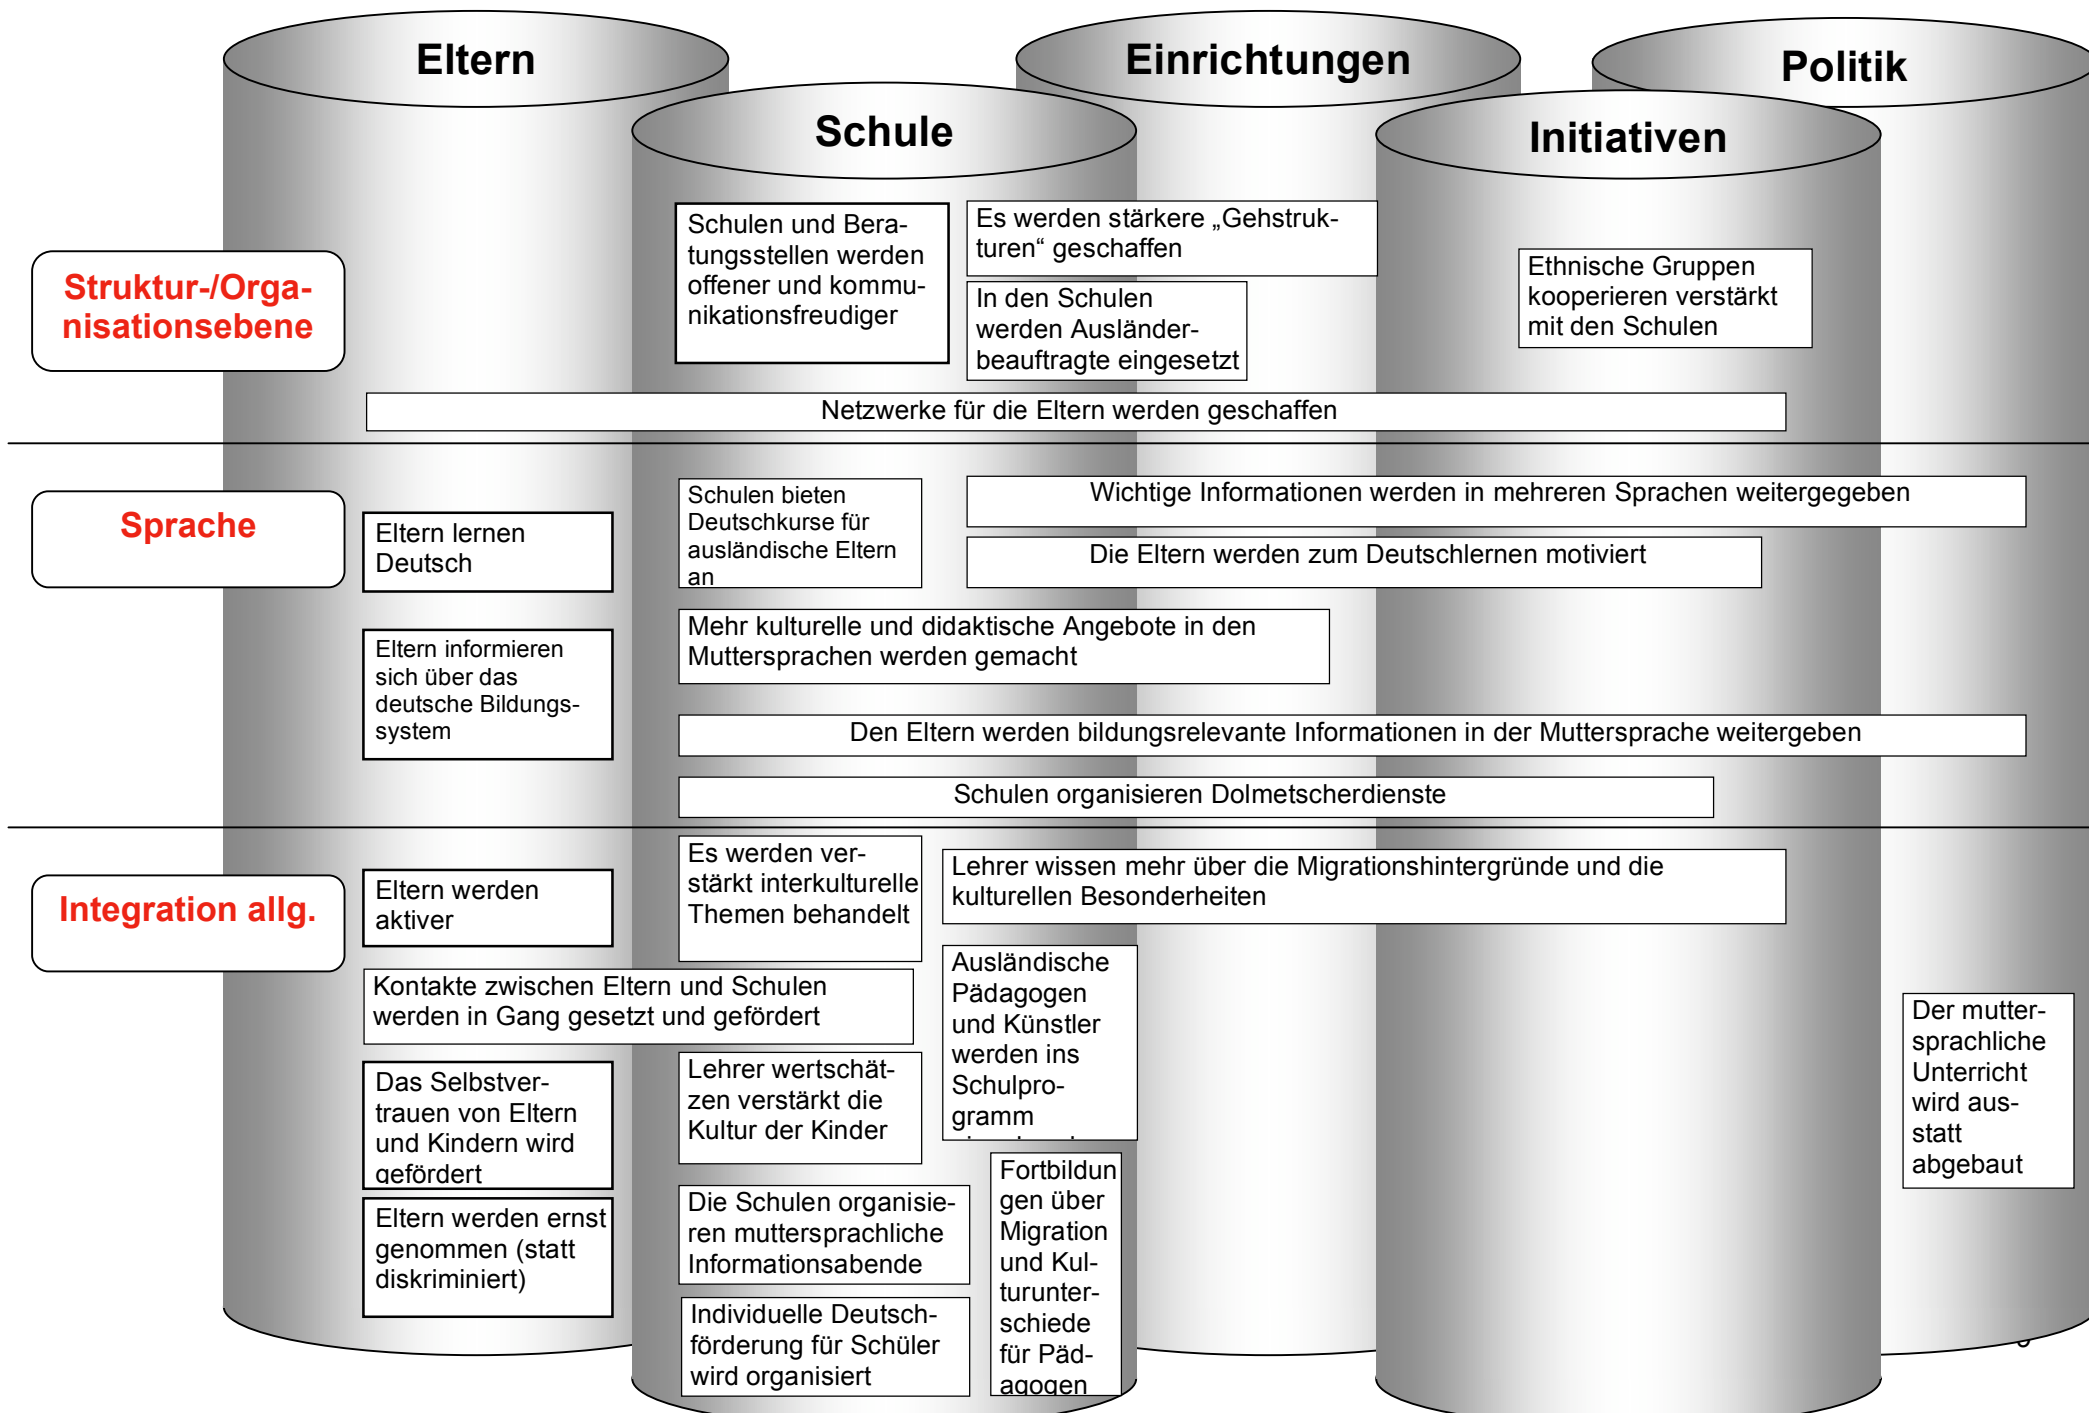 Eltern
Einrichtungen
Politik
Schule
Initiativen
Struktur-/Orga-
nisationsebene
Schulen und Bera-
tungsstellen werden
offener und kommu-
nikationsfreudiger
Es werden stärkere „Gehstruk-
turen“ geschaffen
In den Schulen
werden Ausländer-
beauftragte eingesetzt
Ethnische Gruppen
kooperieren verstärkt
mit den Schulen
Netzwerke für die Eltern werden geschaffen
Sprache
Eltern lernen
Deutsch
Schulen bieten
Deutschkurse für
ausländische Eltern
an
Wichtige Informationen werden in mehreren Sprachen weitergegeben
Die Eltern werden zum Deutschlernen motiviert
Eltern informieren
sich über das
deutsche Bildungs-
system
Mehr kulturelle und didaktische Angebote in den
Muttersprachen werden gemacht
Den Eltern werden bildungsrelevante Informationen in der Muttersprache weitergeben
Schulen organisieren Dolmetscherdienste
Integration allg.
Eltern werden
aktiver
Es werden ver-
stärkt interkulturelle
Themen behandelt
Lehrer wissen mehr über die Migrationshintergründe und die
kulturellen Besonderheiten
Kontakte zwischen Eltern und Schulen
werden in Gang gesetzt und gefördert
Ausländische
Pädagogen
und Künstler
werden ins
Schulpro-
gramm
Der mutter-
sprachliche
Unterricht
wird aus-
statt
abgebaut
Das Selbstver-
trauen von Eltern
und Kindern wird
gefördert
Lehrer wertschät-
zen verstärkt die
Kultur der Kinder
Eltern werden ernst
genommen (statt
diskriminiert)
Die Schulen organisie-
ren muttersprachliche
Informationsabende
Fortbildun
gen über
Migration
und Kul-
turunter-
schiede
für Päd-
agogen
Individuelle Deutsch-
förderung für Schüler
wird organisiert